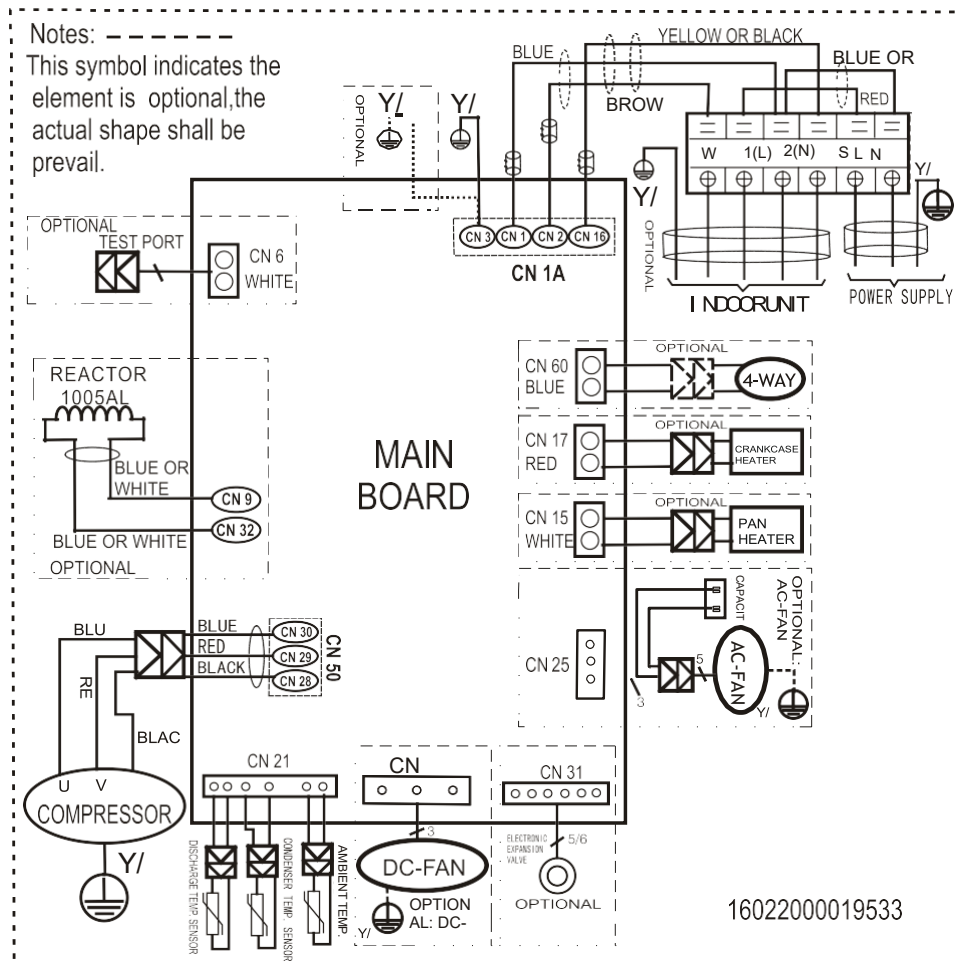 Notes:
This symbol indicates the
element is optional,the
actual shape shall be
prevail.
OPTIONAL
Y/
Y/
BLUE
YELLOW OR BLACK
BROW
BLUE OR
RED
W 1(L) 2(N) S L N
Y/
Y/
OPTIONAL
INDOORUNIT
POWER SUPPLY
CN 3
CN 1
CN 2
CN 16
CN 1A
OPTIONAL
TEST PORT
CN 6
WHITE
REACTOR
1005AL
BLUE OR
WHITE
CN 9
CN 32
BLUE OR WHITE
OPTIONAL
MAIN
BOARD
CN 60
BLUE
OPTIONAL
4-WAY
CN 17
RED
OPTIONAL
CRANKCASE
HEATER
CN 15
WHITE
OPTIONAL
PAN
HEATER
CN 25
3
CAPACIT
5
AC-FAN
Y/
OPTIONAL:
AC-FAN
BLU
RE
BLAC
BLUE
RED
BLACK
CN 30
CN 29
CN 28
CN 50
U V
COMPRESSOR
Y/
CN 21
DISCHARGE TEMP. SENSOR
CONDENSER TEMP. SENSOR
AMBIENT TEMP.
CN
3
DC-FAN
Y/
OPTION
AL: DC-
CN 31
ELECTRONIC
EXPANSION
VALVE
5/6
OPTIONAL
16022000019533